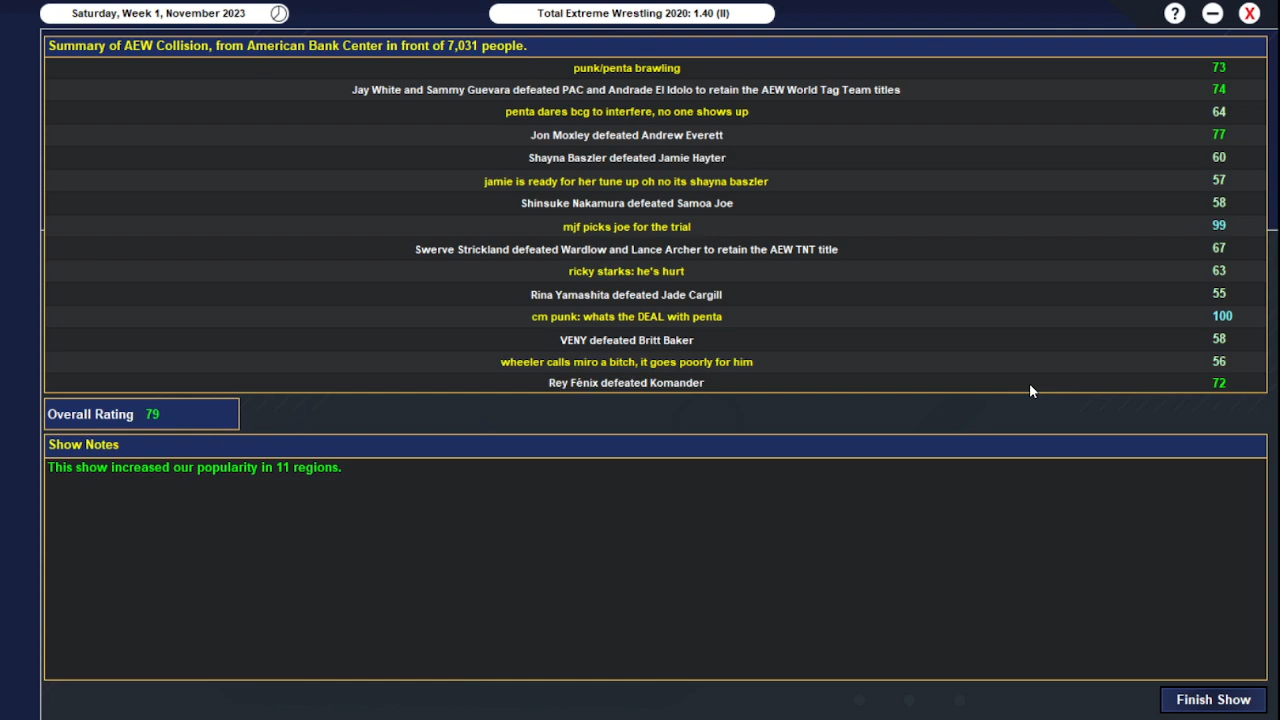 Saturday, Week 1, November 2023
Total Extreme Wrestling 2020: 1.40 (II)
? − X
Summary of AEW Collision, from American Bank Center in front of 7,031 people.
punk/penta brawling 73
Jay White and Sammy Guevara defeated PAC and Andrade El Idolo to retain the AEW World Tag Team titles 74
penta dares bcg to interfere, no one shows up 64
Jon Moxley defeated Andrew Everett 77
Shayna Baszler defeated Jamie Hayter 60
jamie is ready for her tune up oh no its shayna baszler 57
Shinsuke Nakamura defeated Samoa Joe 58
mjf picks joe for the trial 99
Swerve Strickland defeated Wardlow and Lance Archer to retain the AEW TNT title 67
ricky starks: he's hurt 63
Rina Yamashita defeated Jade Cargill 55
cm punk: whats the DEAL with penta 100
VENY defeated Britt Baker 58
wheeler calls miro a bitch, it goes poorly for him 56
Rey Fênix defeated Komander 72
Overall Rating 79
Show Notes
This show increased our popularity in 11 regions.
Finish Show